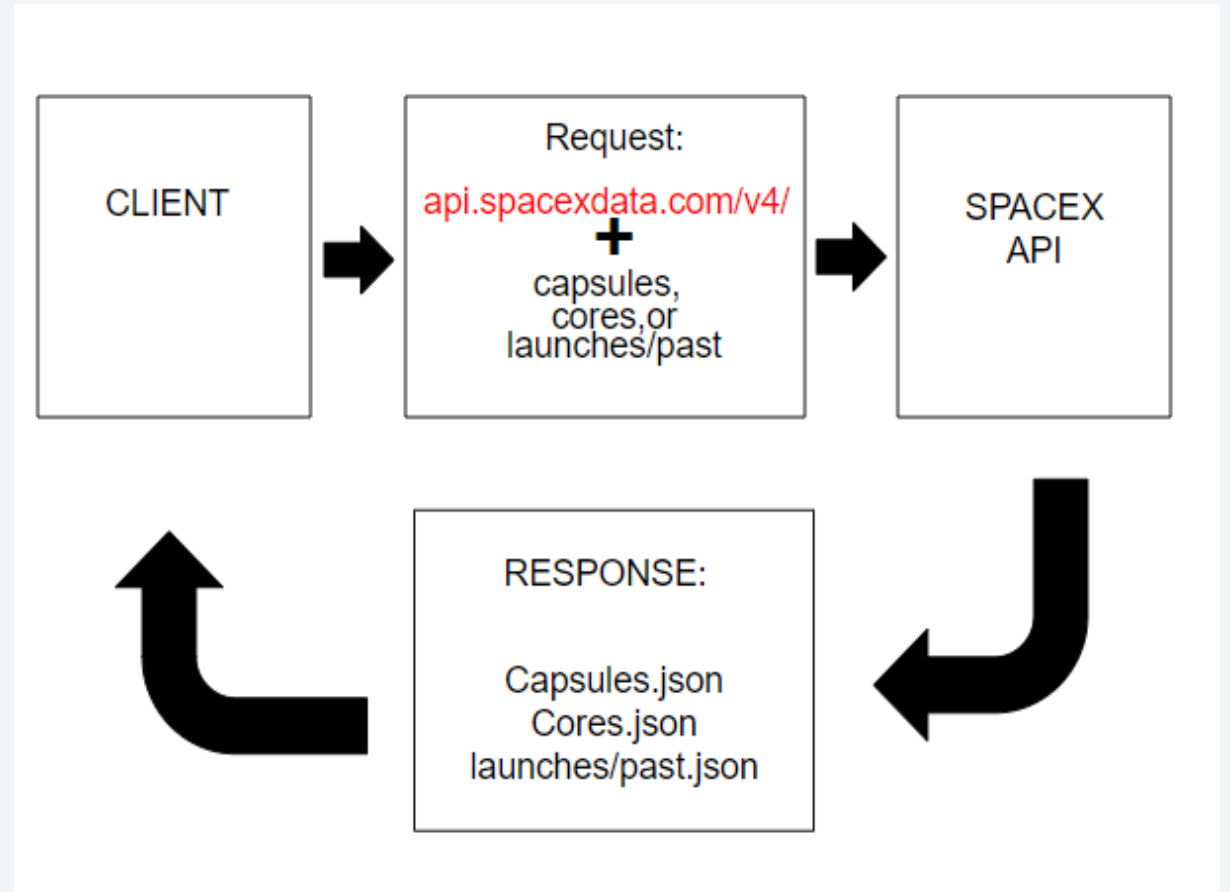 CLIENT
Request:
api.spacexdata.com/v4/
+
capsules,
cores,or
launches/past
SPACEX
API
RESPONSE:
Capsules.json
Cores.json
launches/past.json